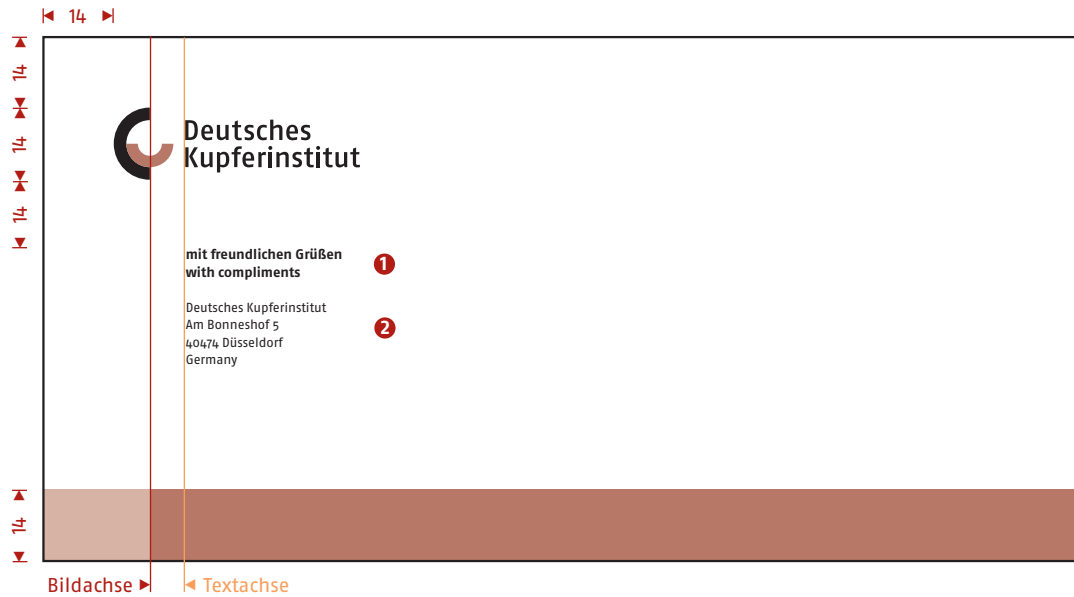 14
14
14
14
Deutsches
Kupferinstitut
mit freundlichen Grüßen
with compliments
1
Deutsches Kupferinstitut
Am Bonneshof 5
40474 Düsseldorf
Germany
2
14
Bildachse
Textachse